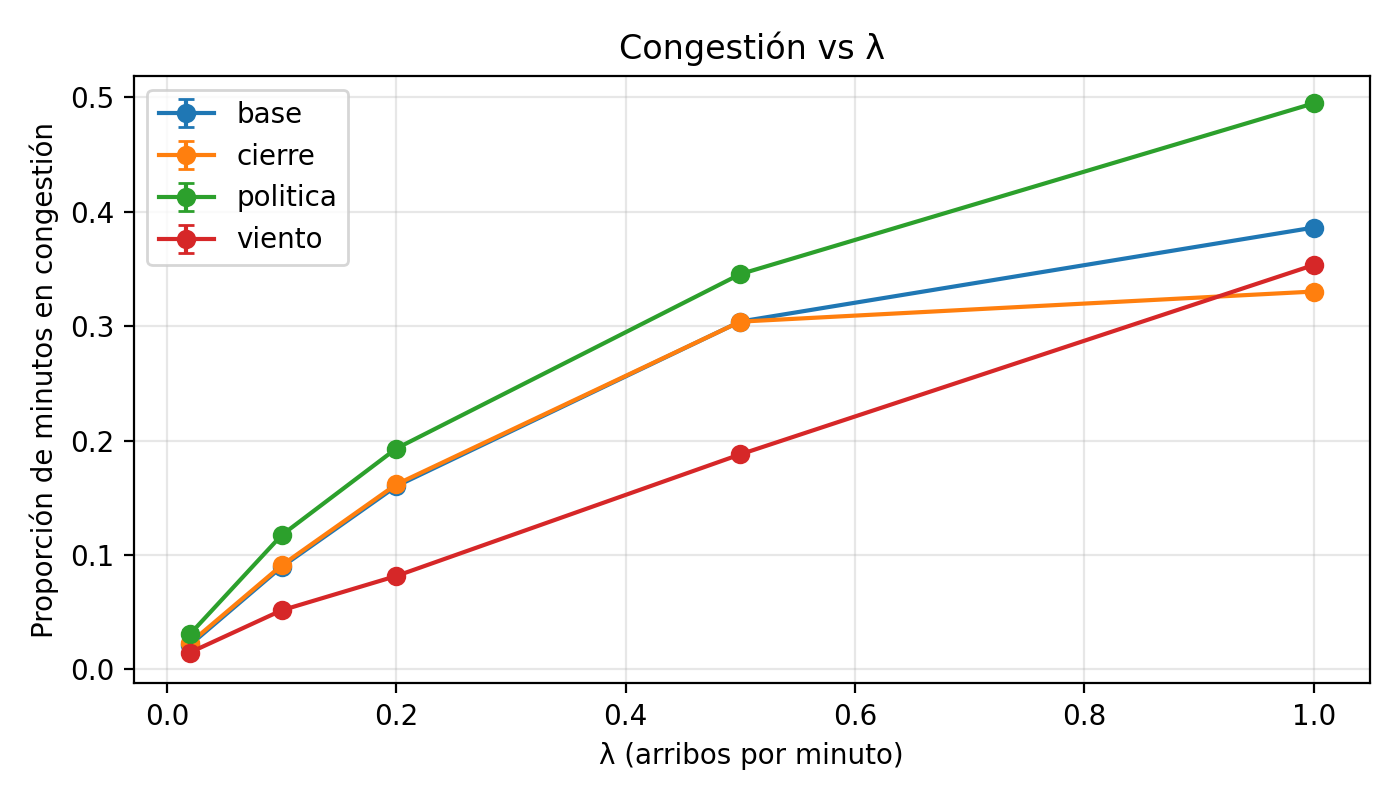 Congestión vs λ
base
cierre
politica
viento
Proporción de minutos en congestión
0.5
0.4
0.3
0.2
0.1
0.0
0.0 0.2 0.4 0.6 0.8 1.0
λ (arribos por minuto)